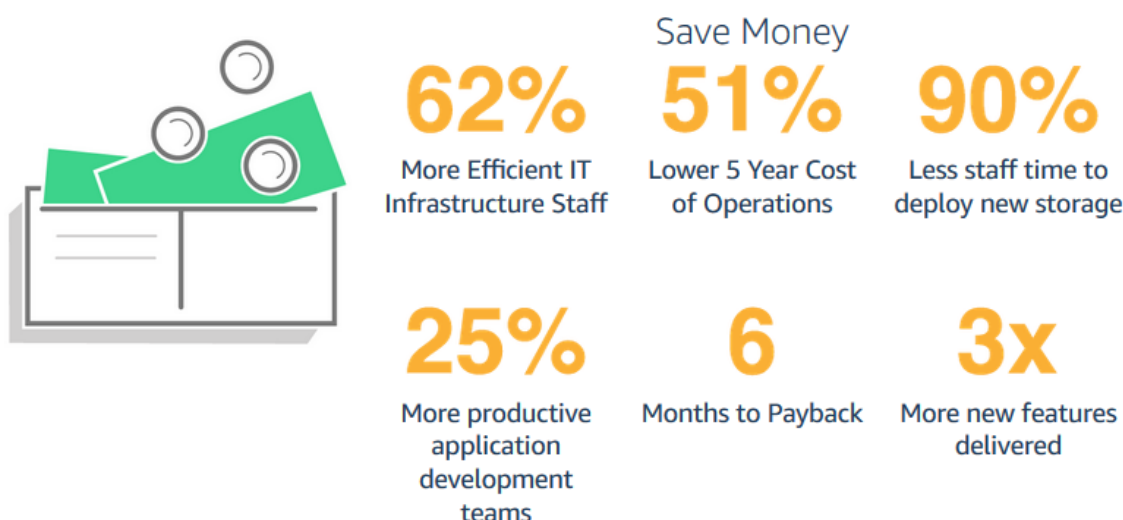 Save Money
62%
More Efficient IT
Infrastructure Staff
51%
Lower 5 Year Cost
of Operations
90%
Less staff time to
deploy new storage
25%
More productive
application
development
teams
6
Months to Payback
3x
More new features
delivered